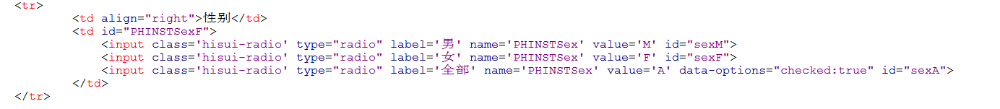 <tr>
<td align="right">性别</td>
<td id="PHINSTSexF">
<input class='hisui-radio' type="radio" label='男' name='PHINSTSex' value='M' id="sexM">
<input class='hisui-radio' type="radio" label='女' name='PHINSTSex' value='F' id="sexF">
<input class='hisui-radio' type="radio" label='全部' name='PHINSTSex' value='A' data-options="checked:true" id="sexA">
</td>
</tr>